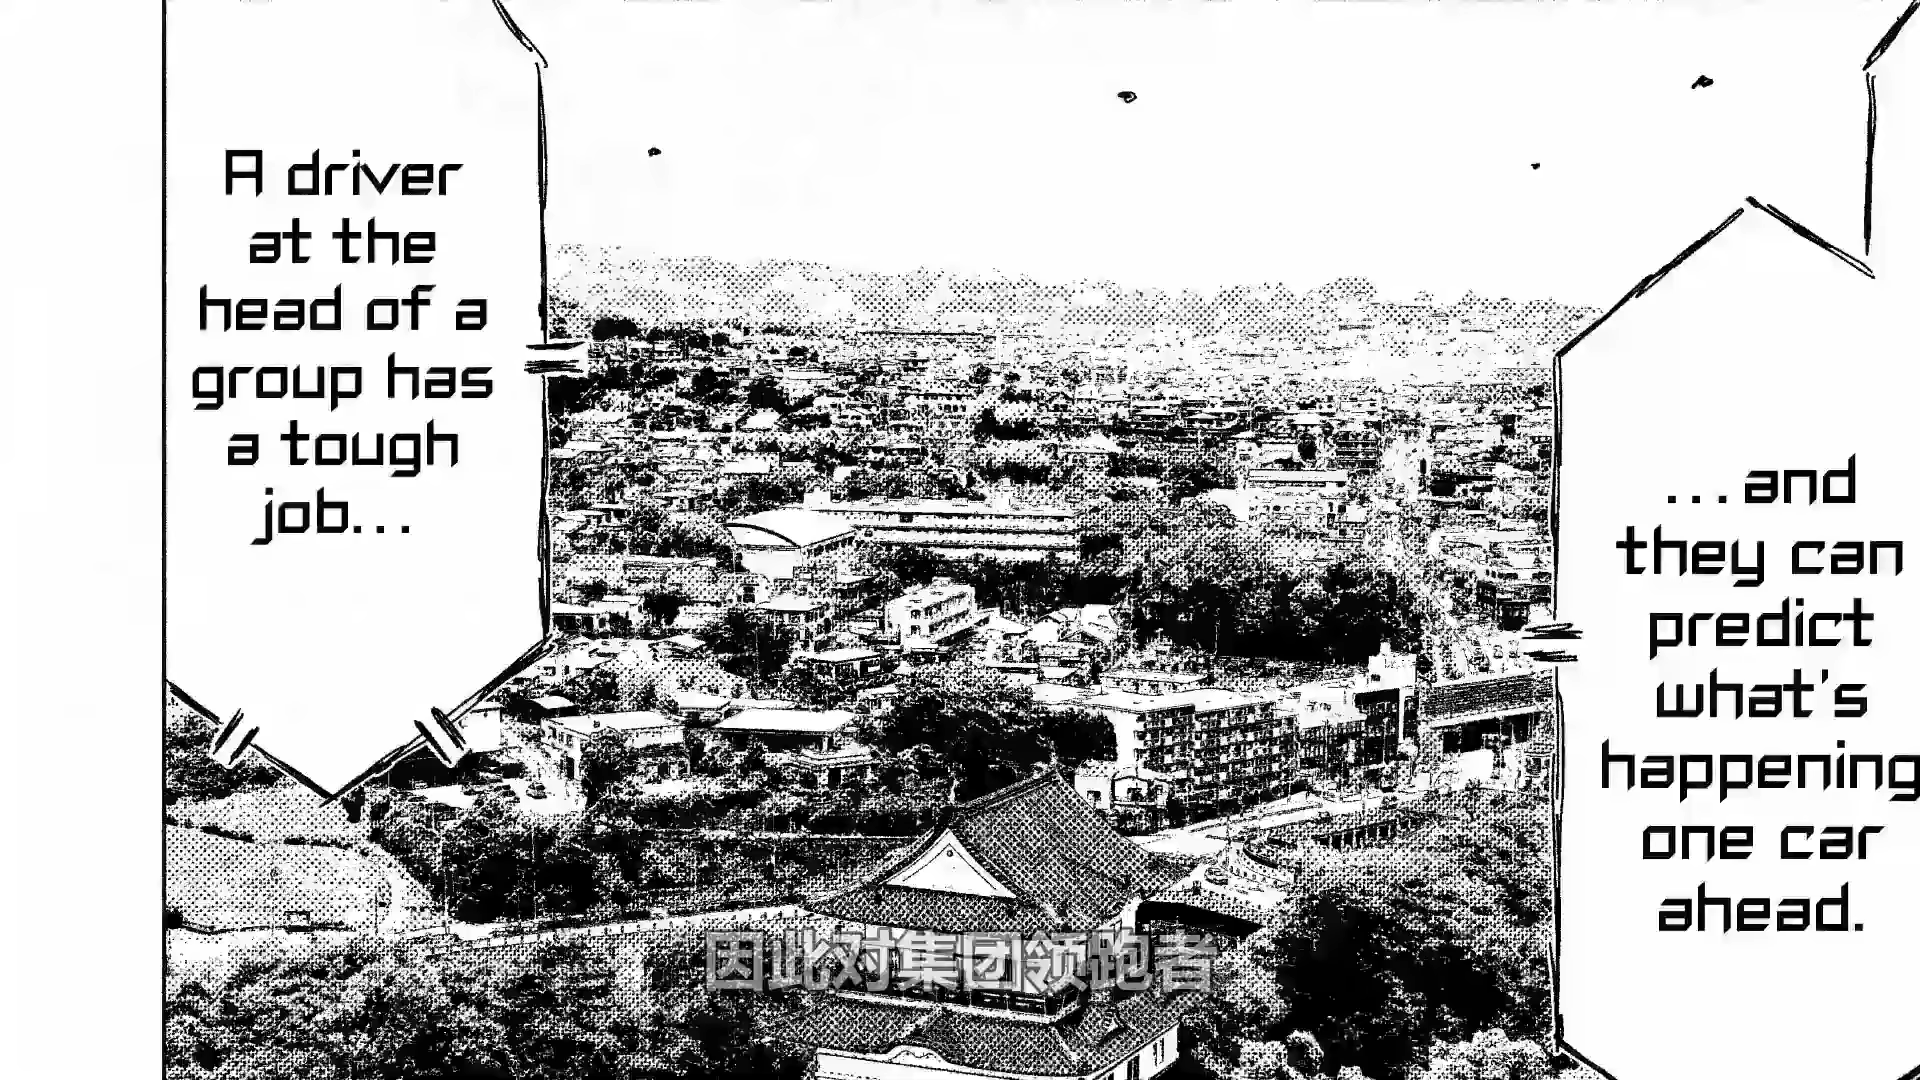 A driver
at the
head of a
group has
a tough
job...
...and
they can
predict
what's
happening
one car
ahead.
因此对集团领跑者